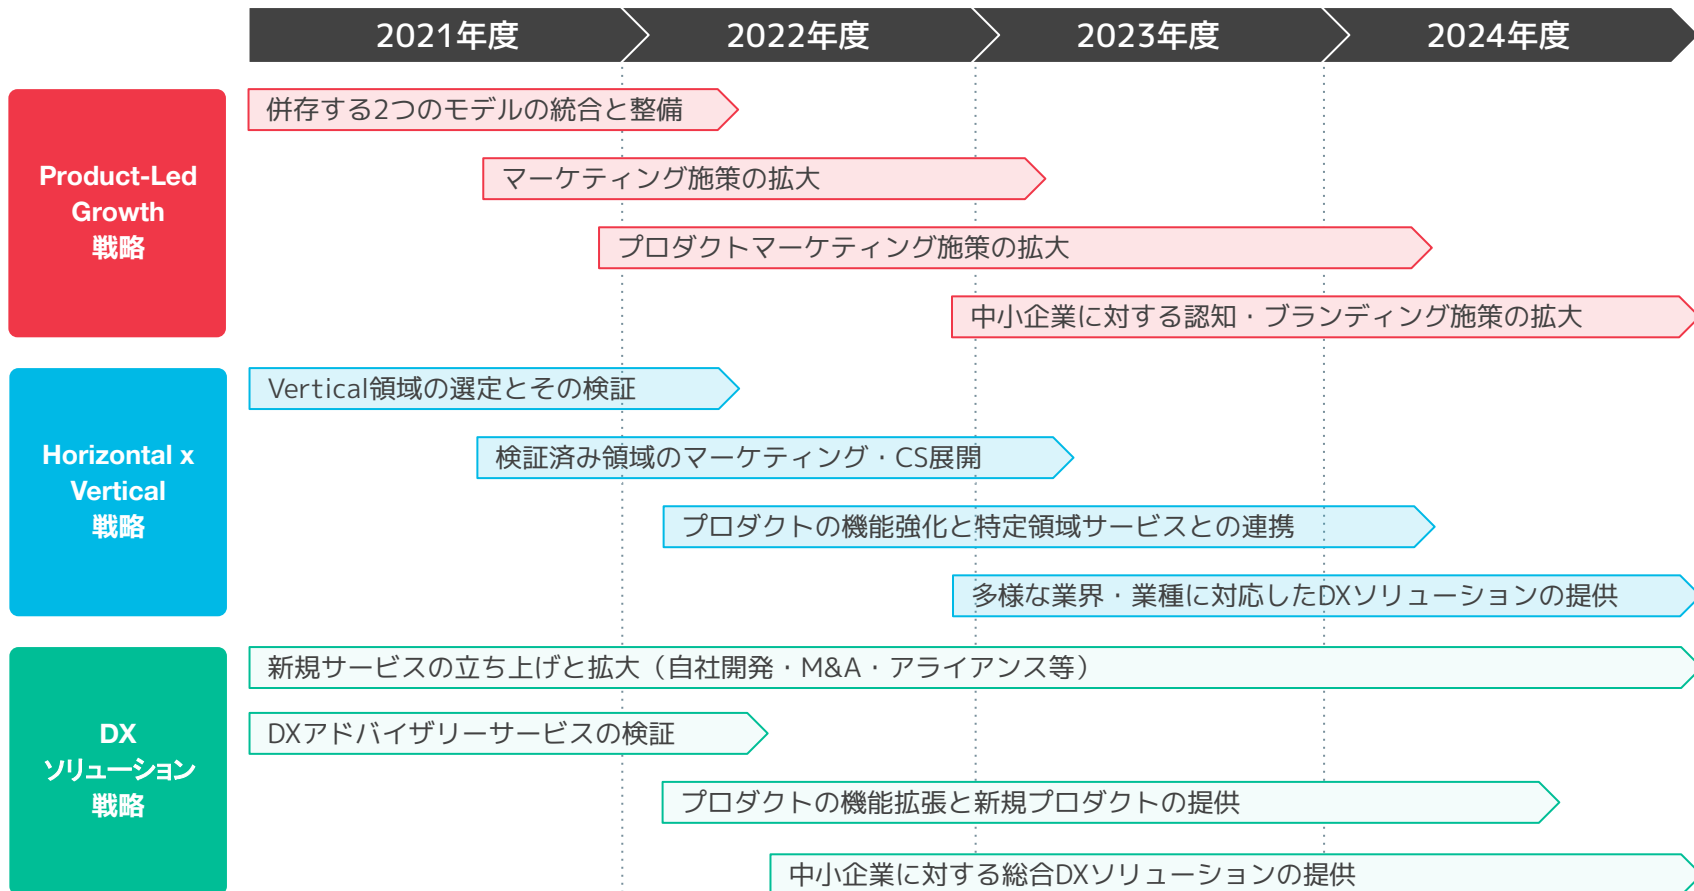 2021年度
2022年度
2023年度
2024年度
Product-Led
Growth
戦略
併存する2つのモデルの統合と整備
マーケティング施策の拡大
プロダクトマーケティング施策の拡大
中小企業に対する認知・ブランディング施策の拡大
Horizontal x
Vertical
戦略
Vertical領域の選定とその検証
検証済み領域のマーケティング・CS展開
プロダクトの機能強化と特定領域サービスとの連携
多様な業界・業種に対応したDXソリューションの提供
DX
ソリューション
戦略
新規サービスの立ち上げと拡大（自社開発・M&A・アライアンス等）
DXアドバイザリーサービスの検証
プロダクトの機能拡張と新規プロダクトの提供
中小企業に対する総合DXソリューションの提供